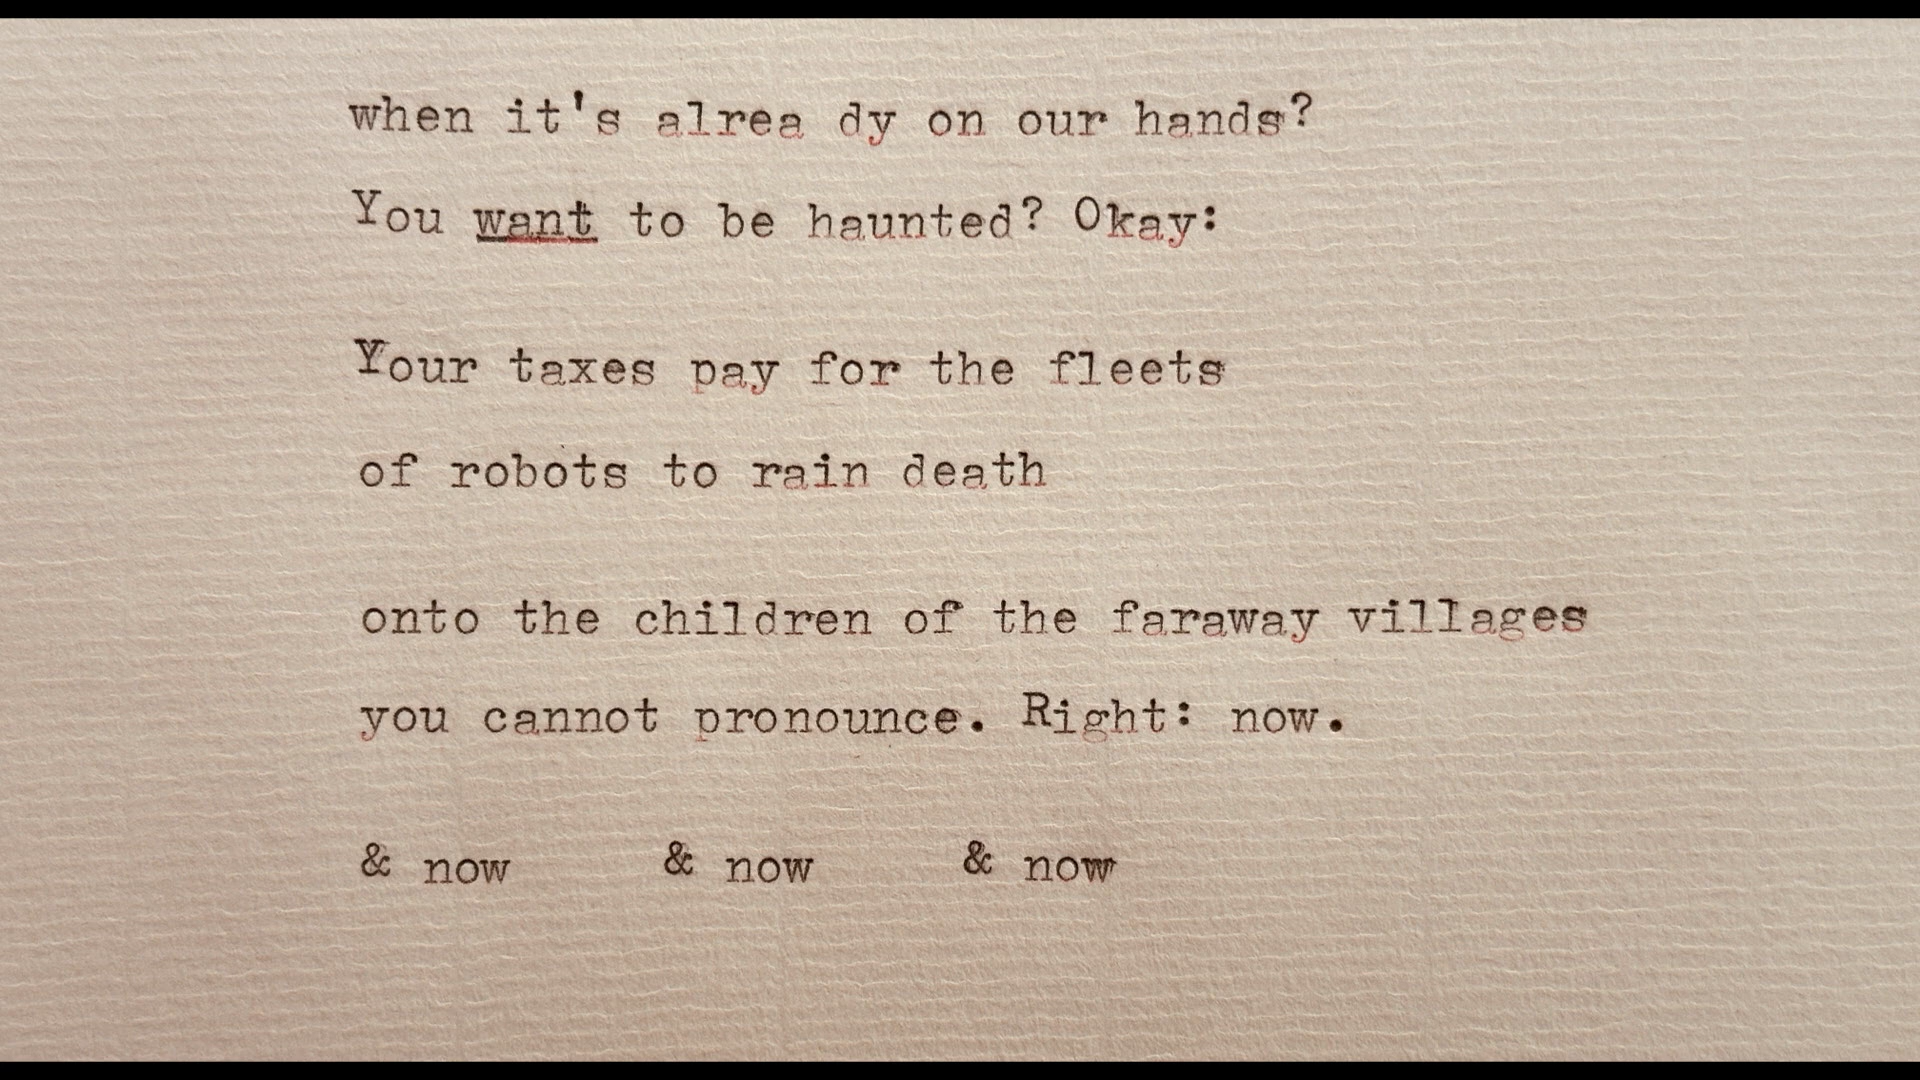 when it's alrea dy on our hands?
You want to be haunted? Okay:
Your taxes pay for the fleets
of robots to rain death
onto the children of the faraway villages
you cannot pronounce. Right: now.
& now & now & now